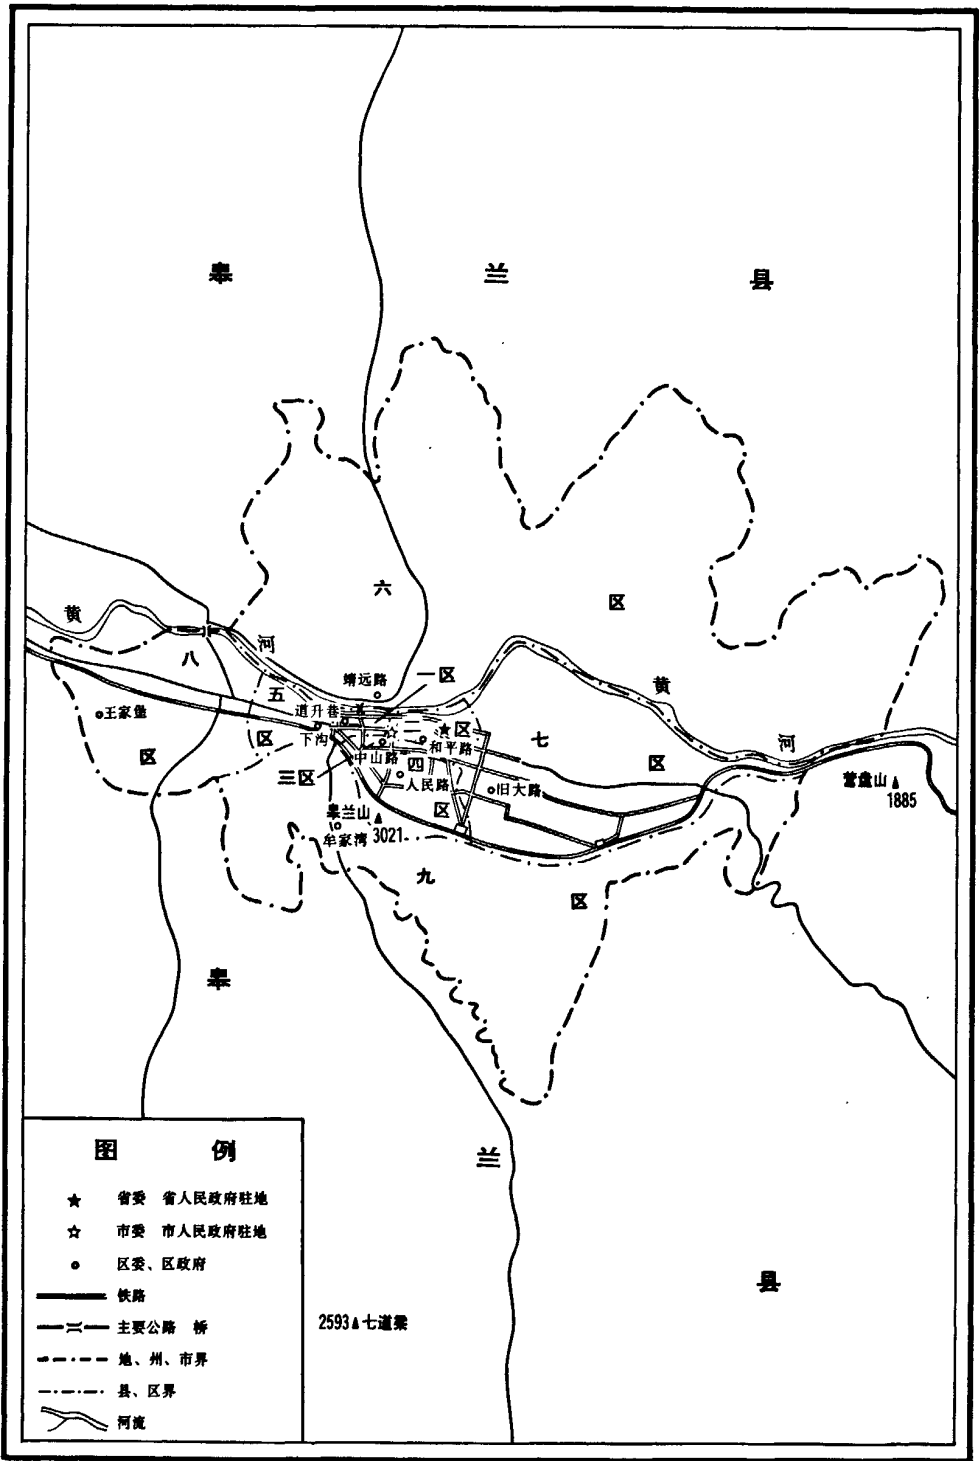 皋 兰 县
六
区
黄
河
八
靖远路
一区
黄
五
道升巷
王家堡
二 区
七
河
下沟
区
区
和平路
中山路
四
区
营盘山
三区
人民路
旧大路
1885
皋兰山
区
3021
牟家湾
九
区
皋
兰
县
2593 七道梁
图 例
省委 省人民政府驻地
市委 市人民政府驻地
区委、区政府
铁路
主要公路 桥
地、州、市界
县、区界
河流